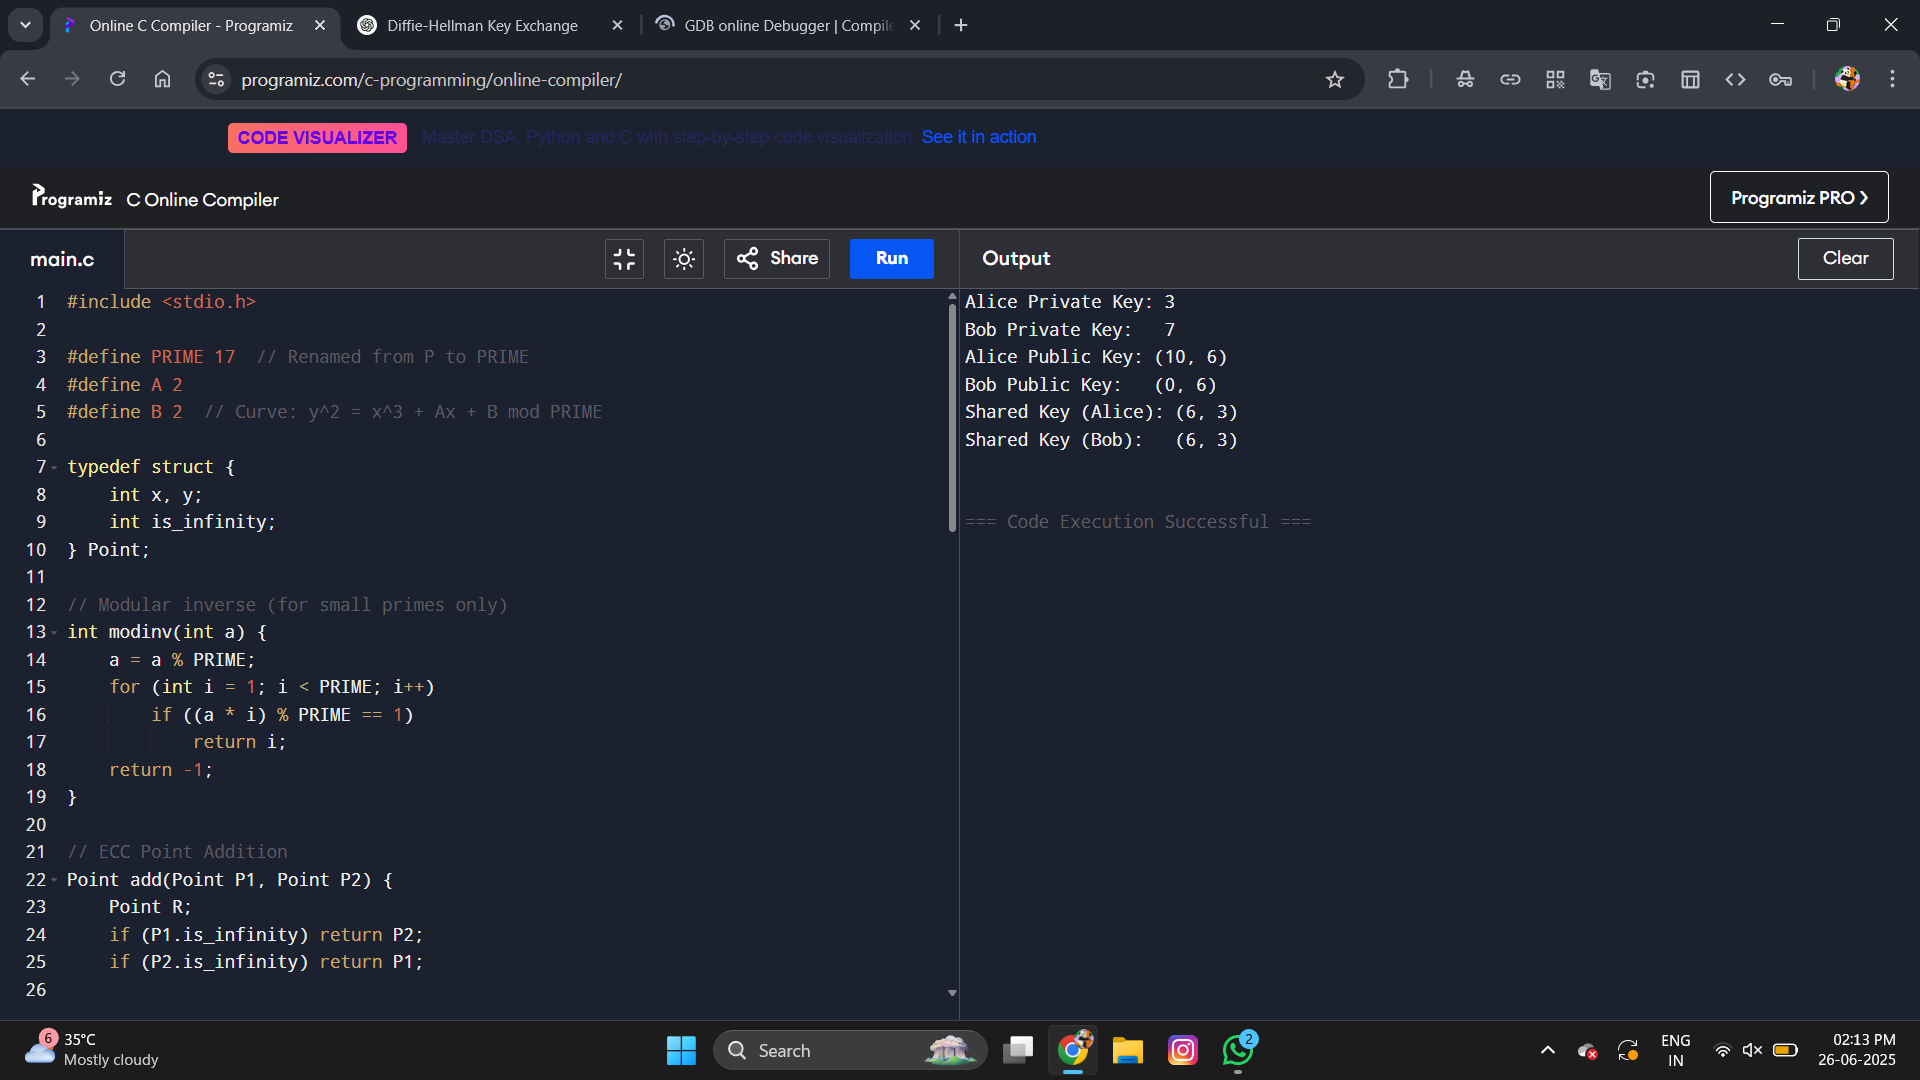 Online C Compiler - Programiz
Diffie-Hellman Key Exchange
GDB online Debugger | Compile
programiz.com/c-programming/online-compiler/
CODE VISUALIZER Master DSA, Python and C with step-by-step code visualization. See it in action
Programiz C Online Compiler
Programiz PRO
main.c
Share
Run
Output
Clear
1 #include <stdio.h>
2
3 #define PRIME 17 // Renamed from P to PRIME
4 #define A 2
5 #define B 2 // Curve: y^2 = x^3 + Ax + B mod PRIME
6
7 typedef struct {
8 int x, y;
9 int is_infinity;
10 } Point;
11
12 // Modular inverse (for small primes only)
13 int modinv(int a) {
14 a = a % PRIME;
15 for (int i = 1; i < PRIME; i++)
16 if ((a * i) % PRIME == 1)
17 return i;
18 return -1;
19 }
20
21 // ECC Point Addition
22 Point add(Point P1, Point P2) {
23 Point R;
24 if (P1.is_infinity) return P2;
25 if (P2.is_infinity) return P1;
26
Alice Private Key: 3
Bob Private Key: 7
Alice Public Key: (10, 6)
Bob Public Key: (0, 6)
Shared Key (Alice): (6, 3)
Shared Key (Bob): (6, 3)
=== Code Execution Successful ===
6
35°C
Mostly cloudy
Search
2
ENG
IN
02:13 PM
26-06-2025